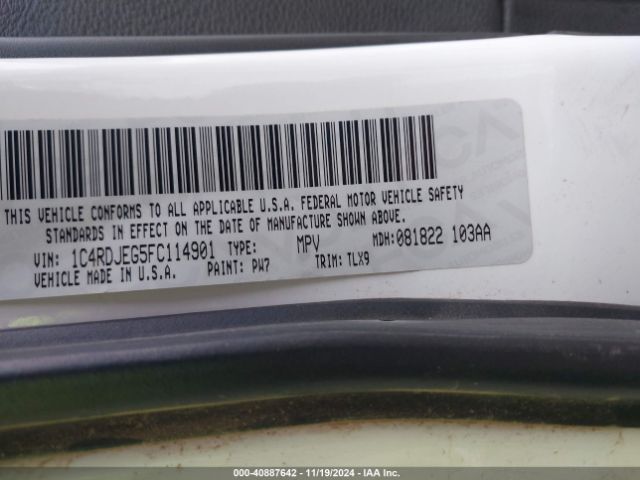 THIS VEHICLE CONFORMS TO ALL APPLICABLE U.S.A. FEDERAL MOTOR VEHICLE SAFETY
STANDARDS IN EFFECT ON THE DATE OF MANUFACTURE SHOWN ABOVE.
VIN: 1C4RDJEG5FC114901 TYPE: MPV MDH:081822 103AA
VEHICLE MADE IN U.S.A. PAINT: PW7 TRIM: TLX9
000-40887642 - 11/19/2024 - IAA Inc.